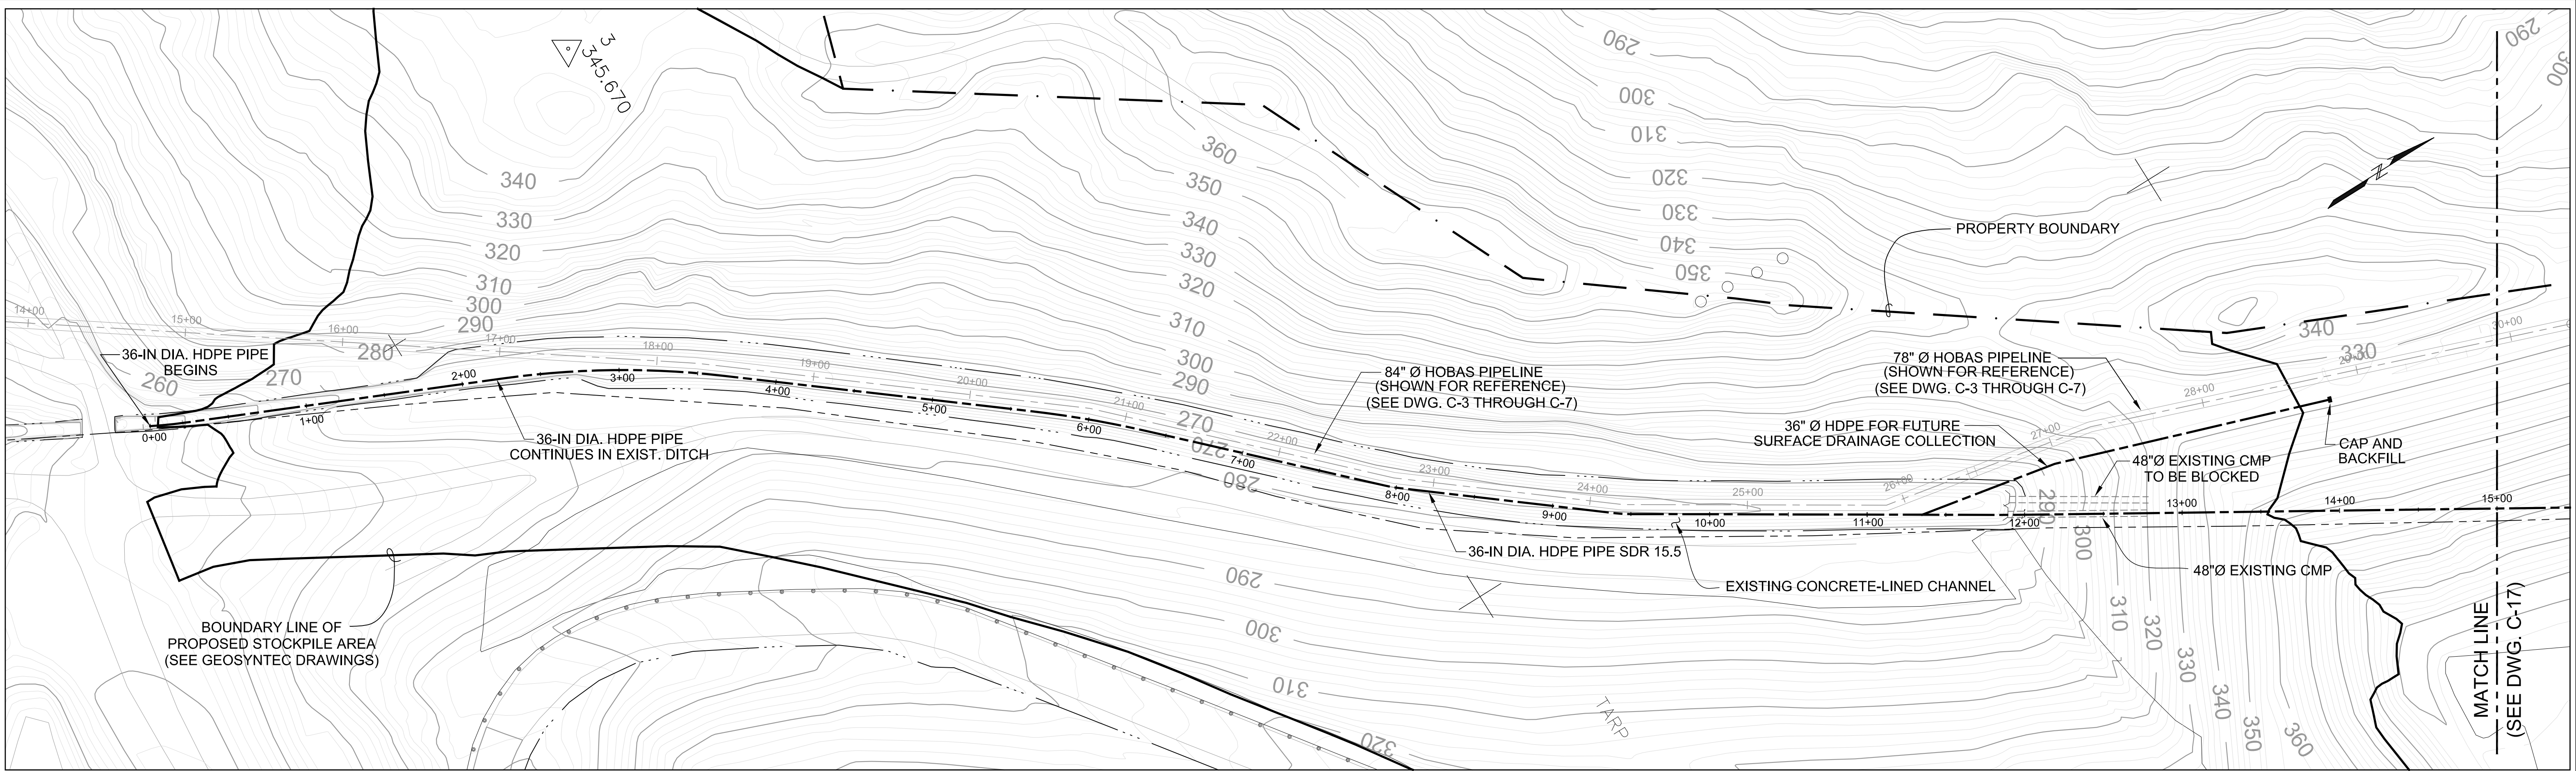 3
345.670
290
290
300
300
310
360
350
340
330
320
310
300
290
280
270
260
340
330
320
310
300
290
320
330
340
350
PROPERTY BOUNDARY
N
14+00
15+00
16+00
17+00
18+00
19+00
20+00
21+00
22+00
23+00
24+00
25+00
26+00
27+00
28+00
29+00
30+00
340
330
36-IN DIA. HDPE PIPE
BEGINS
84" Ø HOBAS PIPELINE
(SHOWN FOR REFERENCE)
(SEE DWG. C-3 THROUGH C-7)
78" Ø HOBAS PIPELINE
(SHOWN FOR REFERENCE)
(SEE DWG. C-3 THROUGH C-7)
36" Ø HDPE FOR FUTURE
SURFACE DRAINAGE COLLECTION
36-IN DIA. HDPE PIPE
CONTINUES IN EXIST. DITCH
CAP AND
BACKFILL
48"Ø EXISTING CMP
TO BE BLOCKED
270
270
280
0+00
1+00
2+00
3+00
4+00
5+00
6+00
7+00
8+00
9+00
10+00
11+00
12+00
13+00
14+00
15+00
36-IN DIA. HDPE PIPE SDR 15.5
EXISTING CONCRETE-LINED CHANNEL
48"Ø EXISTING CMP
290
300
310
320
290
300
310
320
330
340
350
360
BOUNDARY LINE OF
PROPOSED STOCKPILE AREA
(SEE GEOSYNTEC DRAWINGS)
TARP
MATCH LINE
(SEE DWG. C-17)